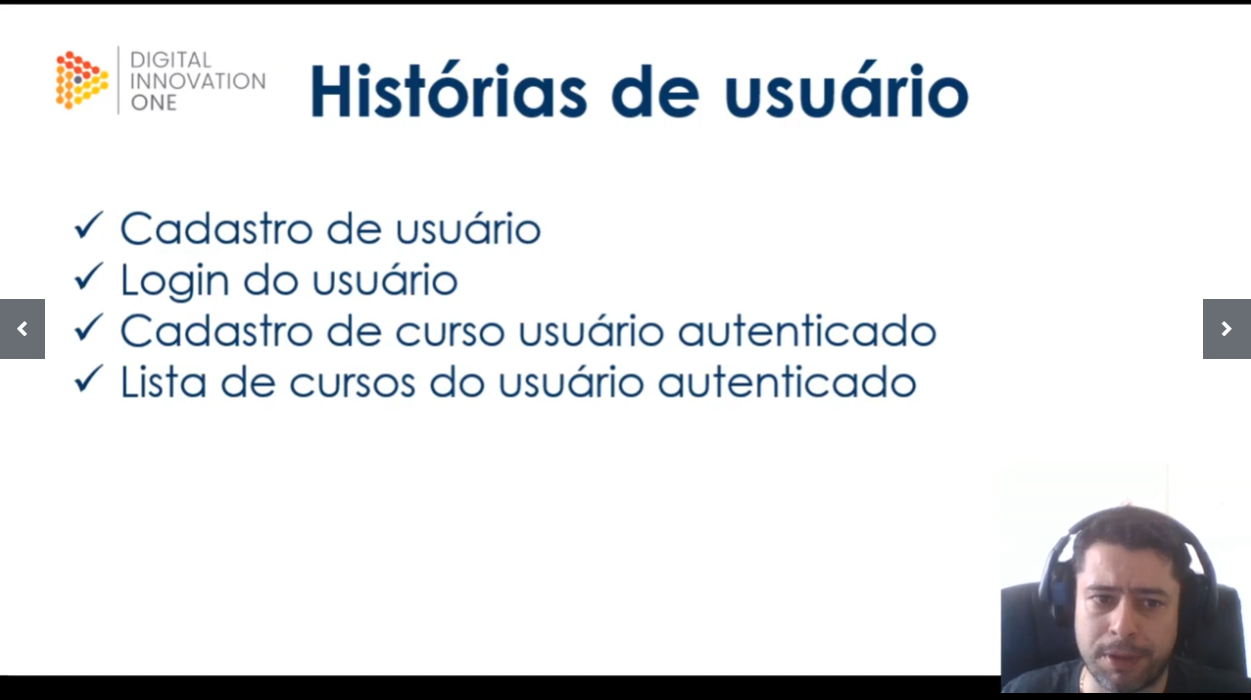 DIGITAL
INNOVATION
ONE
Histórias de usuário
✓ Cadastro de usuário
✓ Login do usuário
✓ Cadastro de curso usuário autenticado
✓ Lista de cursos do usuário autenticado